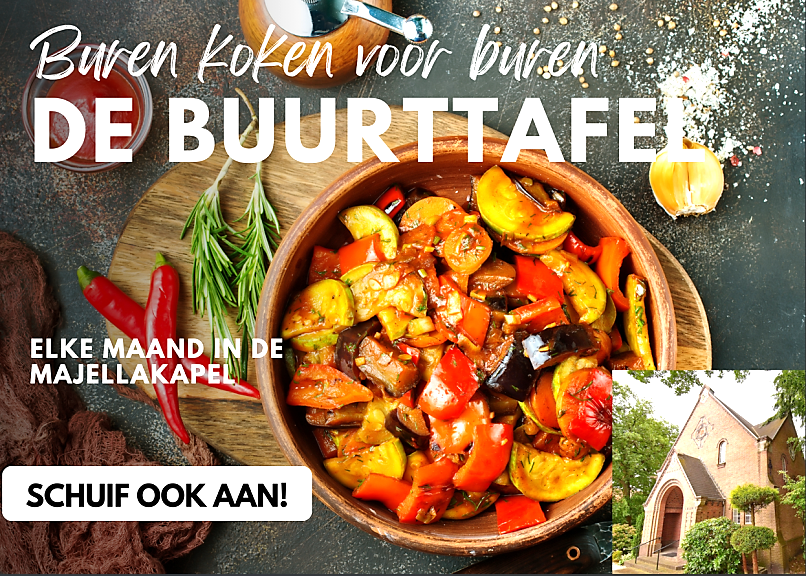 Buren koken voor buren
DE BUURTTAFEL
ELKE MAAND IN DE
MAJELLAKAPEL
SCHUIF OOK AAN!